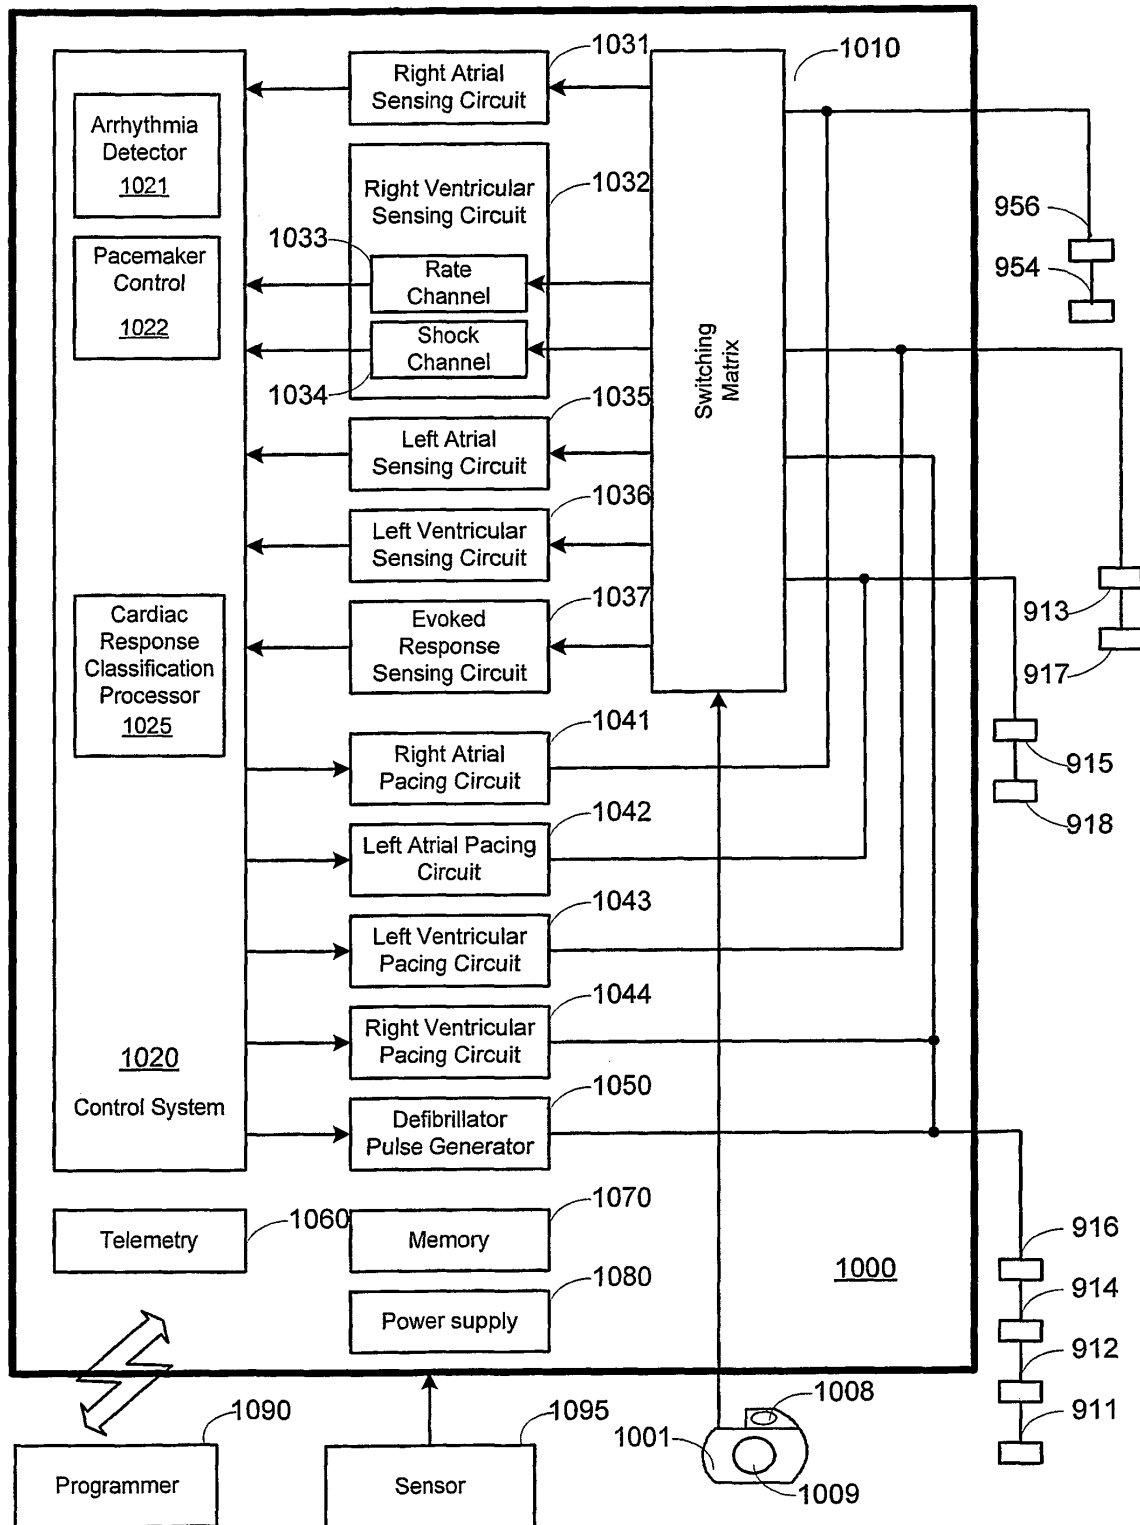 1031
1010
Right Atrial
Sensing Circuit
Arrhythmia
Detector
1021
Right Ventricular
Sensing Circuit
1032
956
1033
Pacemaker
Control
1022
Rate
Channel
954
Shock
Channel
1034
Switching
Matrix
1035
Left Atrial
Sensing Circuit
1036
Left Ventricular
Sensing Circuit
1037
913
Cardiac
Response
Classification
Processor
1025
Evoked
Response
Sensing Circuit
917
1041
Right Atrial
Pacing Circuit
915
1042
918
Left Atrial Pacing
Circuit
1043
Left Ventricular
Pacing Circuit
1044
Right Ventricular
Pacing Circuit
1020
Control System
1050
Defibrillator
Pulse Generator
1070
Telemetry
1060
Memory
916
1000
1080
914
Power supply
912
1008
1090
1095
911
1001
Programmer
Sensor
1009